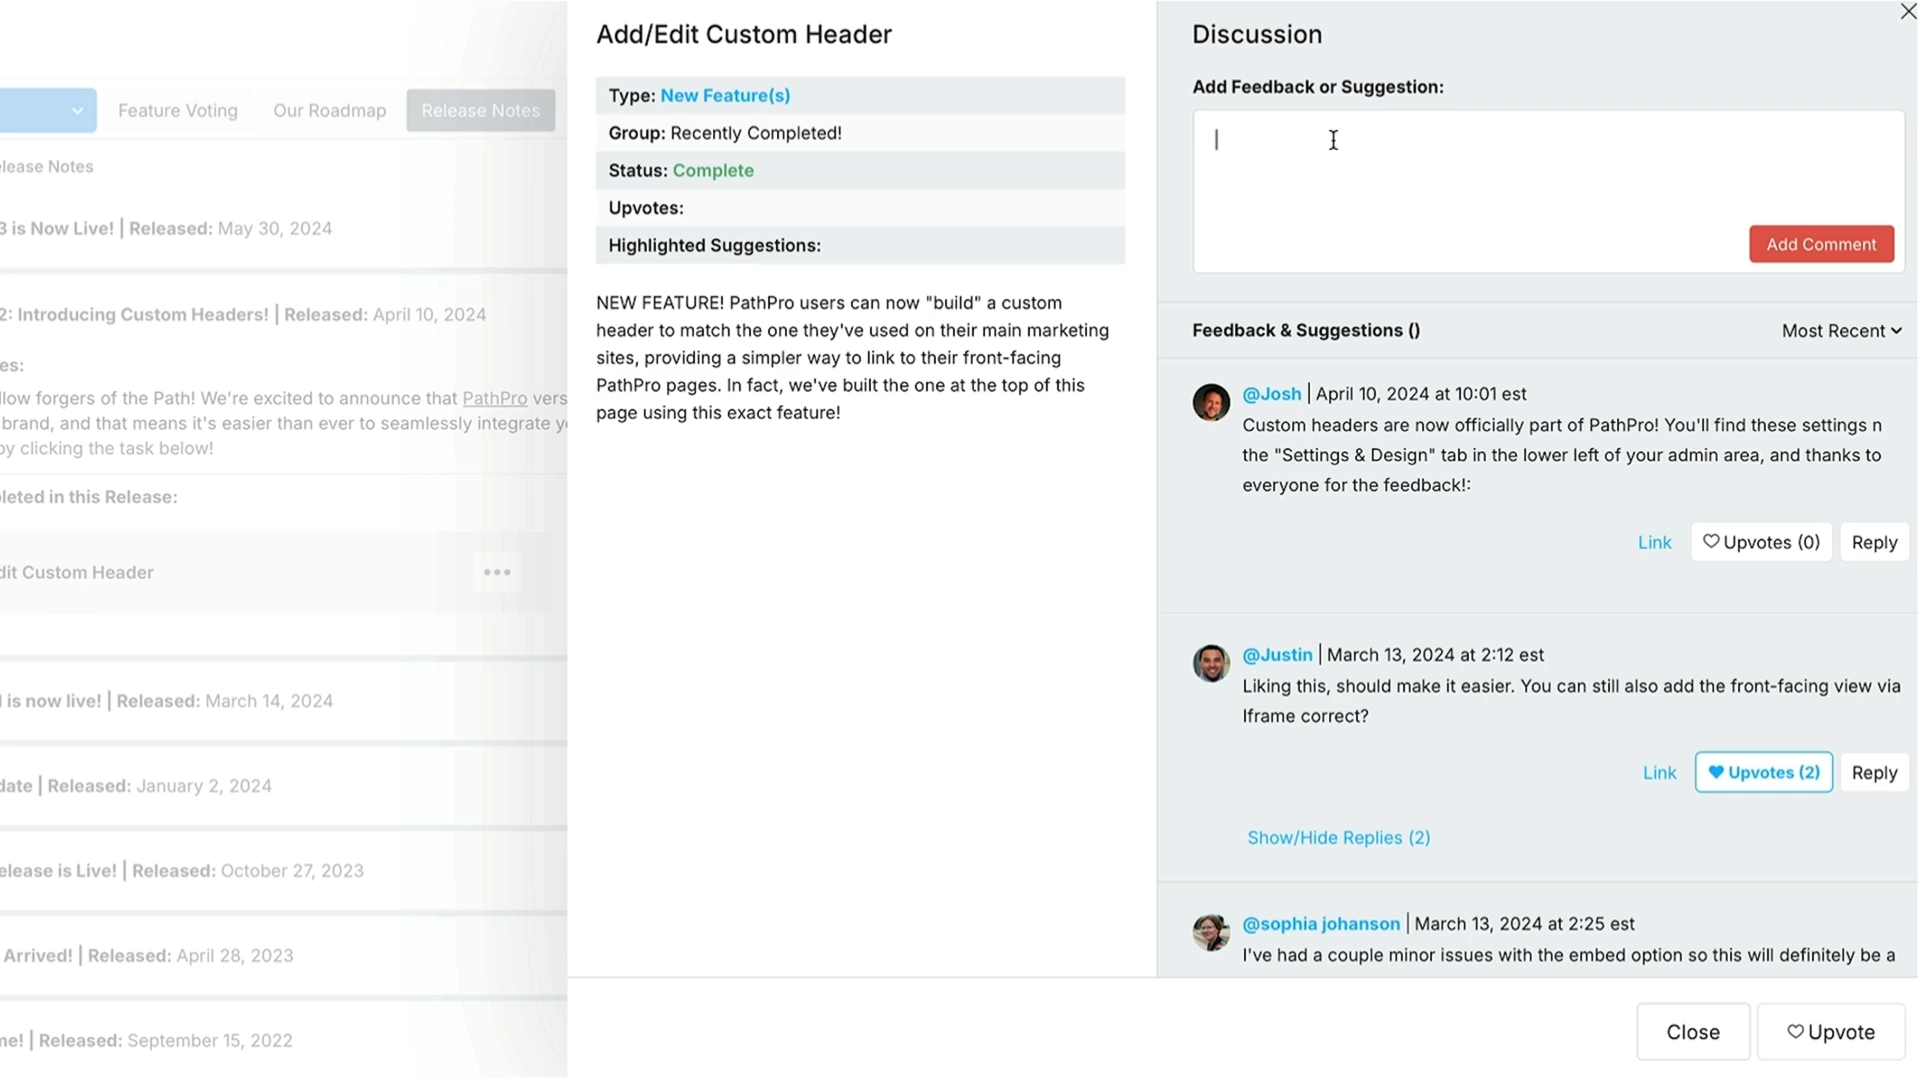 Feature Voting
Our Roadmap
Release Notes
elease Notes
3 is Now Live! | Released: May 30, 2024
2: Introducing Custom Headers! | Released: April 10, 2024
es:
llow forgers of the Path! We're excited to announce that PathPro vers
brand, and that means it's easier than ever to seamlessly integrate y
by clicking the task below!
leted in this Release:
dit Custom Header
is now live! | Released: March 14, 2024
date | Released: January 2, 2024
elease is Live! | Released: October 27, 2023
Arrived! | Released: April 28, 2023
me! | Released: September 15, 2022
Add/Edit Custom Header
Type: New Feature(s)
Group: Recently Completed!
Status: Complete
Upvotes:
Highlighted Suggestions:
NEW FEATURE! PathPro users can now "build" a custom
header to match the one they've used on their main marketing
sites, providing a simpler way to link to their front-facing
PathPro pages. In fact, we've built the one at the top of this
page using this exact feature!
Discussion
Add Feedback or Suggestion:
Add Comment
Feedback & Suggestions ()
Most Recent
@Josh | April 10, 2024 at 10:01 est
Custom headers are now officially part of PathPro! You'll find these settings n
the "Settings & Design" tab in the lower left of your admin area, and thanks to
everyone for the feedback!:
Link
Upvotes (0)
Reply
@Justin | March 13, 2024 at 2:12 est
Liking this, should make it easier. You can still also add the front-facing view via
Iframe correct?
Link
Upvotes (2)
Reply
Show/Hide Replies (2)
@sophia johanson | March 13, 2024 at 2:25 est
I've had a couple minor issues with the embed option so this will definitely be a
Close
Upvote